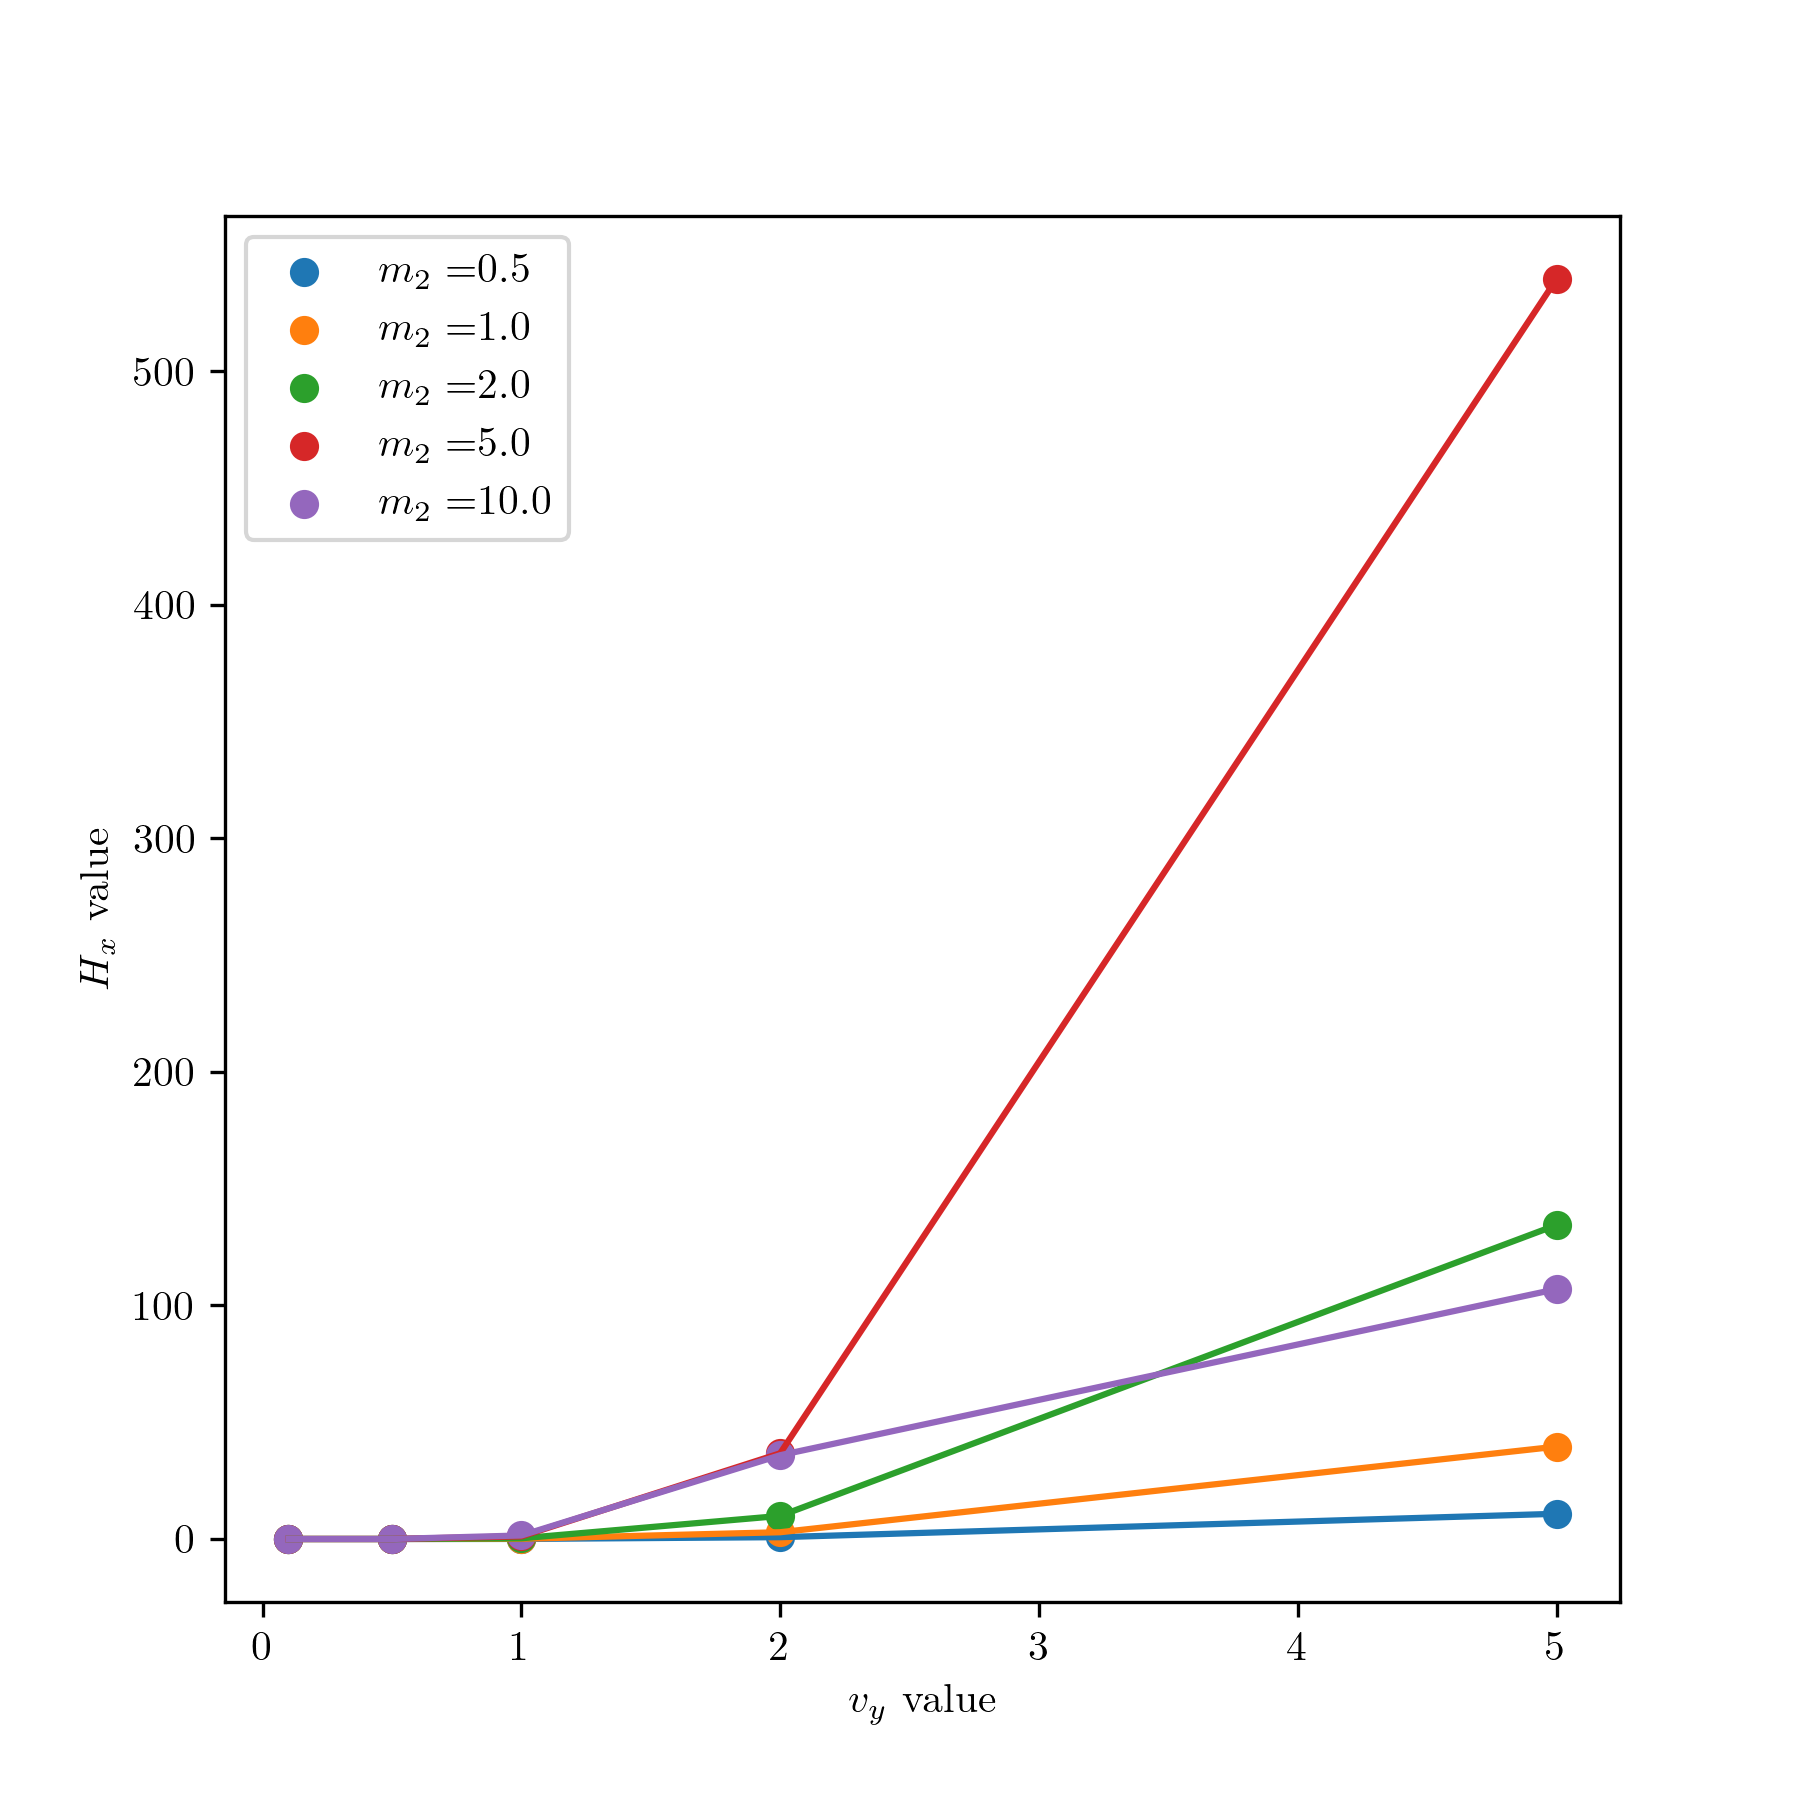 m₂ =0.5
m₂ =1.0
m₂ =2.0
m₂ =5.0
m₂ =10.0
500
400
300
200
100
0
Hₓ value
0 1 2 3 4 5
v_y value